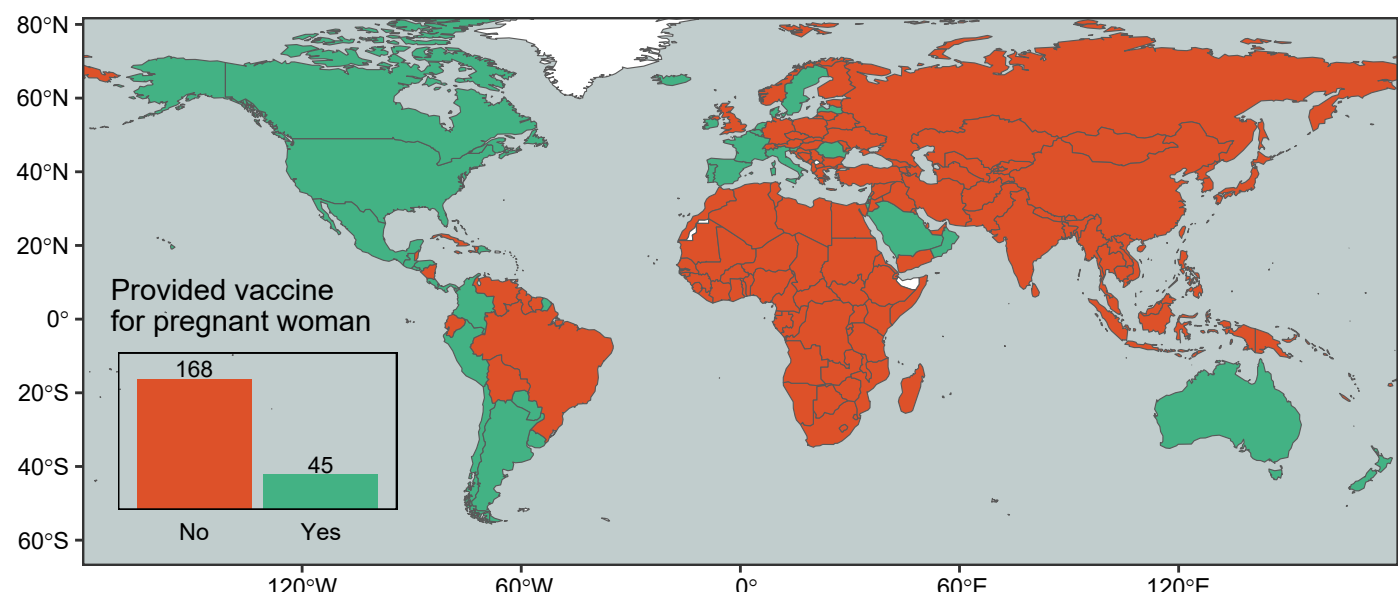 80°N
60°N
40°N
20°N
0°
20°S
40°S
60°S
Provided vaccine
for pregnant woman
168
45
No Yes
120°W 60°W 0° 60°E 120°E